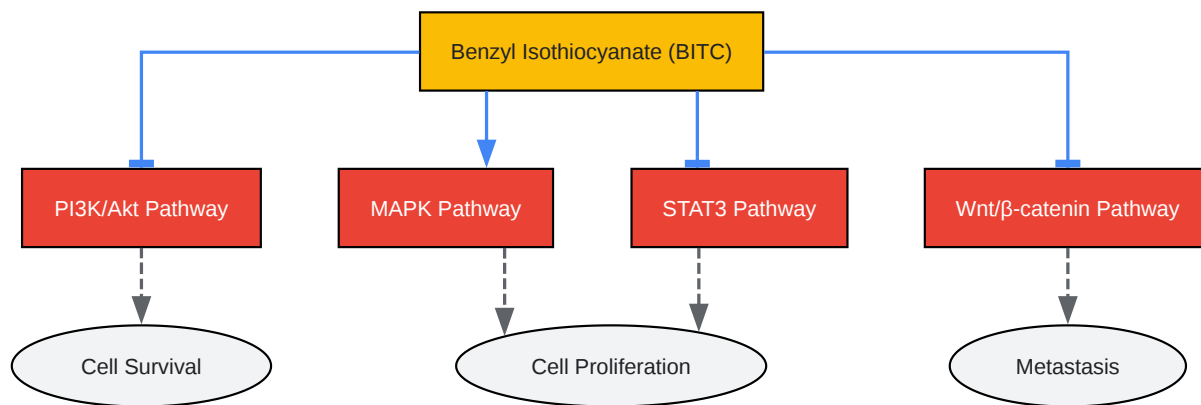 Benzyl Isothiocyanate (BITC)
PI3K/Akt Pathway
MAPK Pathway
STAT3 Pathway
Wnt/β-catenin Pathway
Cell Survival
Cell Proliferation
Metastasis